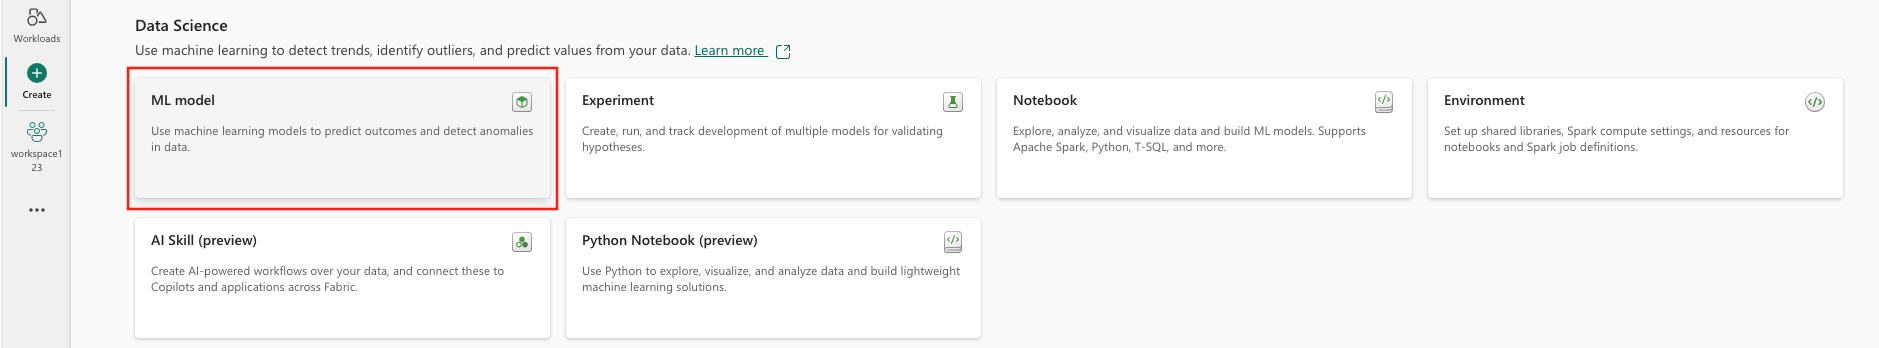 Workloads
Create
workspace1
23
Data Science
Use machine learning to detect trends, identify outliers, and predict values from your data. Learn more
ML model
Use machine learning models to predict outcomes and detect anomalies
in data.
Experiment
Create, run, and track development of multiple models for validating
hypotheses.
Notebook
Explore, analyze, and visualize data and build ML models. Supports
Apache Spark, Python, T-SQL, and more.
Environment
Set up shared libraries, Spark compute settings, and resources for
notebooks and Spark job definitions.
AI Skill (preview)
Create AI-powered workflows over your data, and connect these to
Copilots and applications across Fabric.
Python Notebook (preview)
Use Python to explore, visualize, and analyze data and build lightweight
machine learning solutions.